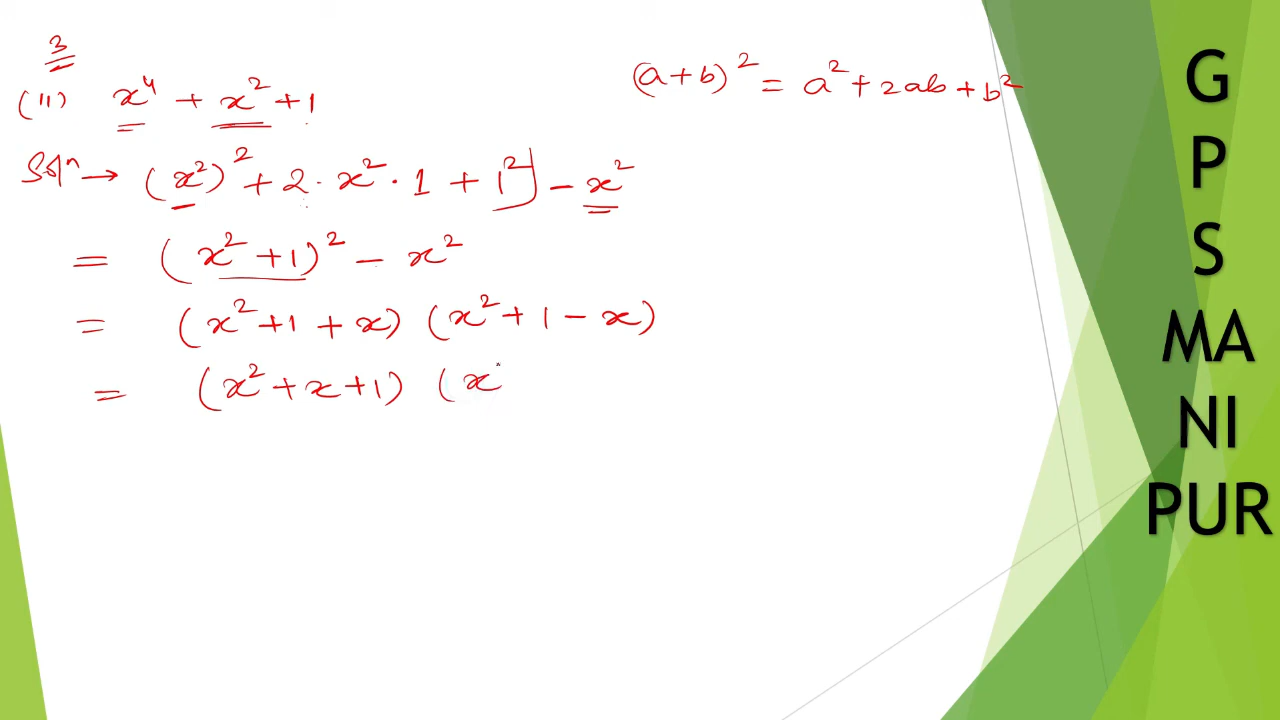 3
(ii) x⁴ + x² + 1
(a+b)² = a² + 2ab + b²
Solⁿ → (x²)² + 2 · x² · 1 + 1²] − x²
= (x² + 1)² − x²
= (x² + 1 + x) (x² + 1 − x)
= (x² + x + 1) (x
G
P
S
MA
NI
PUR